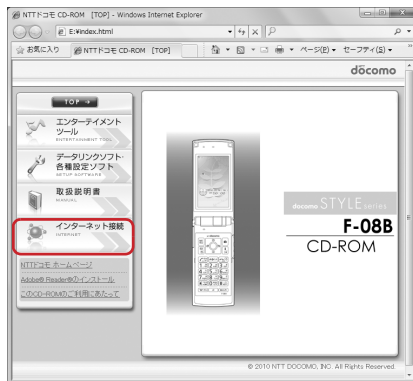 NTTドコモ CD-ROM [TOP] - Windows Internet Explorer
E:¥index.html
お気に入り
NTTドコモ CD-ROM [TOP]
ページ(P)
セーフティ(S)
docomo
TOP →
エンターテイメント
ツール
ENTERTAINMENT TOOL
データリンクソフト・
各種設定ソフト
SETUP SOFTWARE
取扱説明書
MANUAL
インターネット接続
INTERNET
NTTドコモ ホームページ
Adobe® Reader®のインストール
このCD-ROMのご利用にあたって
docomo STYLE series
F-08B
CD-ROM
© 2010 NTT DOCOMO, INC. All Rights Reserved.